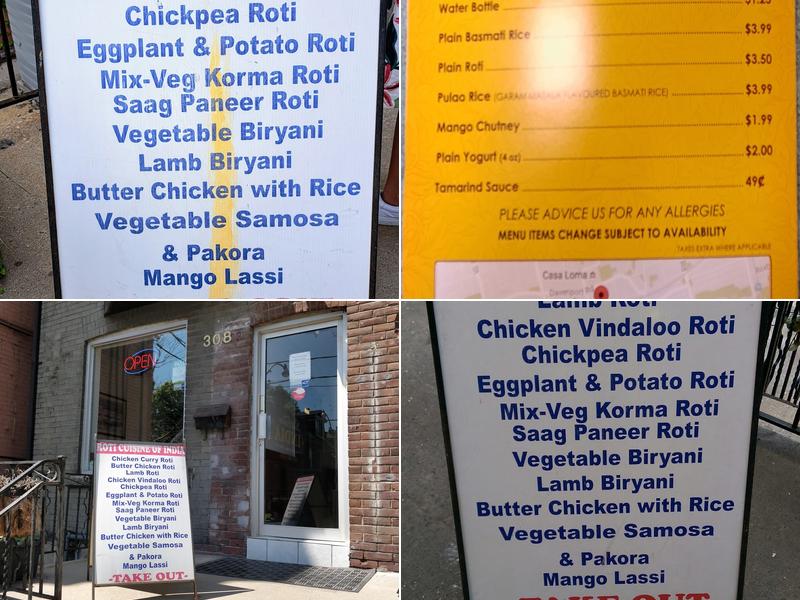 Chickpea Roti
Eggplant & Potato Roti
Mix-Veg Korma Roti
Saag Paneer Roti
Vegetable Biryani
Lamb Biryani
Butter Chicken with Rice
Vegetable Samosa
& Pakora
Mango Lassi
Water Bottle $1.25
Plain Basmati Rice $3.99
Plain Roti $3.50
Pulao Rice (GARAM MASALA FLAVOURED BASMATI RICE) $3.99
Mango Chutney $1.99
Plain Yogurt (4 oz) $2.00
Tamarind Sauce 49¢
PLEASE ADVICE US FOR ANY ALLERGIES
MENU ITEMS CHANGE SUBJECT TO AVAILABILITY
TAXES EXTRA WHERE APPLICABLE
Casa Loma
Davenport Rd
308
OPEN
ROTI CUISINE OF INDIA
Chicken Curry Roti
Butter Chicken Roti
Lamb Roti
Chicken Vindaloo Roti
Chickpea Roti
Eggplant & Potato Roti
Mix-Veg Korma Roti
Saag Paneer Roti
Vegetable Biryani
Lamb Biryani
Butter Chicken with Rice
Vegetable Samosa
& Pakora
Mango Lassi
-TAKE OUT-
Lamb Roti
Chicken Vindaloo Roti
Chickpea Roti
Eggplant & Potato Roti
Mix-Veg Korma Roti
Saag Paneer Roti
Vegetable Biryani
Lamb Biryani
Butter Chicken with Rice
Vegetable Samosa
& Pakora
Mango Lassi
TAKE OUT